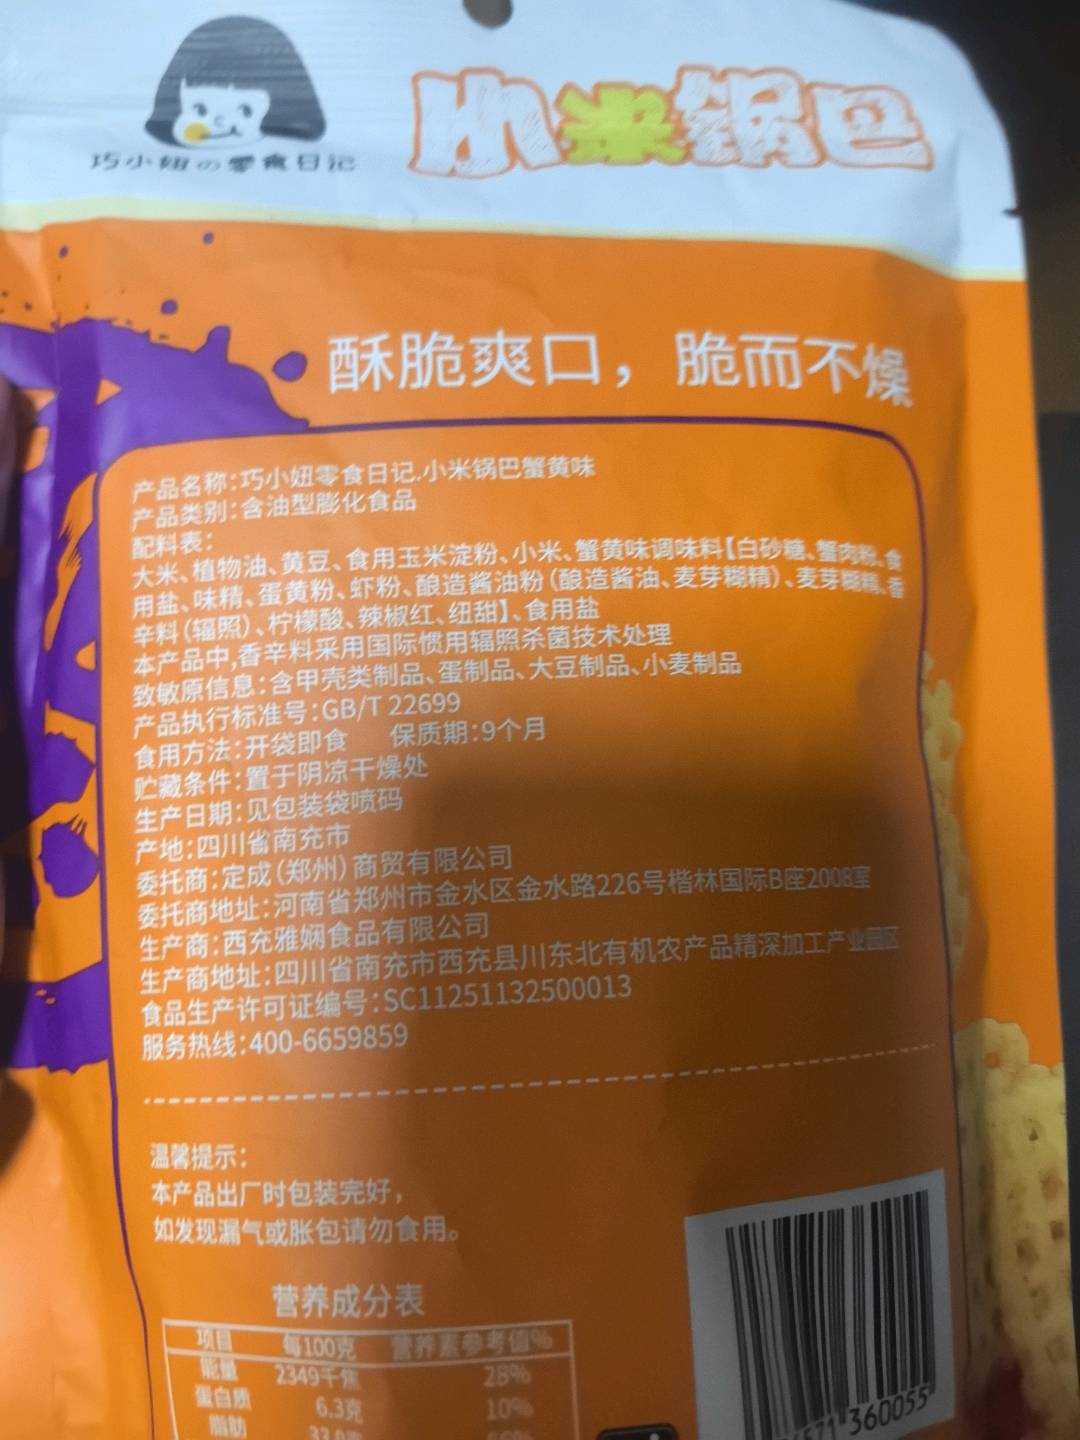 巧小妞の零食日记
小米锅巴
酥脆爽口，脆而不燥
产品名称:巧小妞零食日记.小米锅巴蟹黄味
产品类别:含油型膨化食品
配料表:
大米、植物油、黄豆、食用玉米淀粉、小米、蟹黄味调味料【白砂糖、蟹肉粉、食
用盐、味精、蛋黄粉、虾粉、酿造酱油粉(酿造酱油、麦芽糊精)、麦芽糊精、香
辛料(辐照)、柠檬酸、辣椒红、纽甜】、食用盐
本产品中,香辛料采用国际惯用辐照杀菌技术处理
致敏原信息:含甲壳类制品、蛋制品、大豆制品、小麦制品
产品执行标准号:GB/T 22699
食用方法:开袋即食 保质期:9个月
贮藏条件:置于阴凉干燥处
生产日期:见包装袋喷码
产地:四川省南充市
委托商:定成(郑州)商贸有限公司
委托商地址:河南省郑州市金水区金水路226号楷林国际B座2008室
生产商:西充雅娴食品有限公司
生产商地址:四川省南充市西充县川东北有机农产品精深加工产业园区
食品生产许可证编号:SC11251132500013
服务热线:400-6659859
温馨提示:
本产品出厂时包装完好，
如发现漏气或胀包请勿食用。
营养成分表
项目 每100克 营养素参考值%
能量 2349千焦 28%
蛋白质 6.3克 10%
脂肪
360055